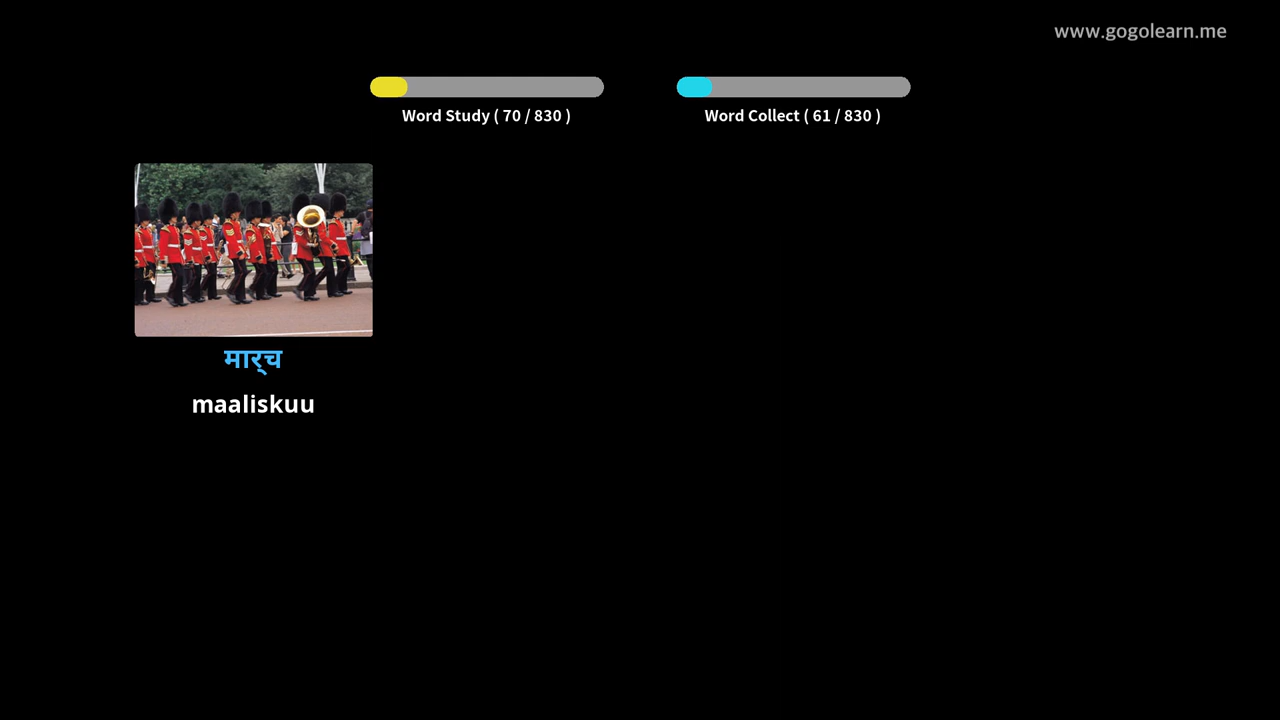 www.gogolearn.me
Word Study ( 70 / 830 )
Word Collect ( 61 / 830 )
मार्च
maaliskuu